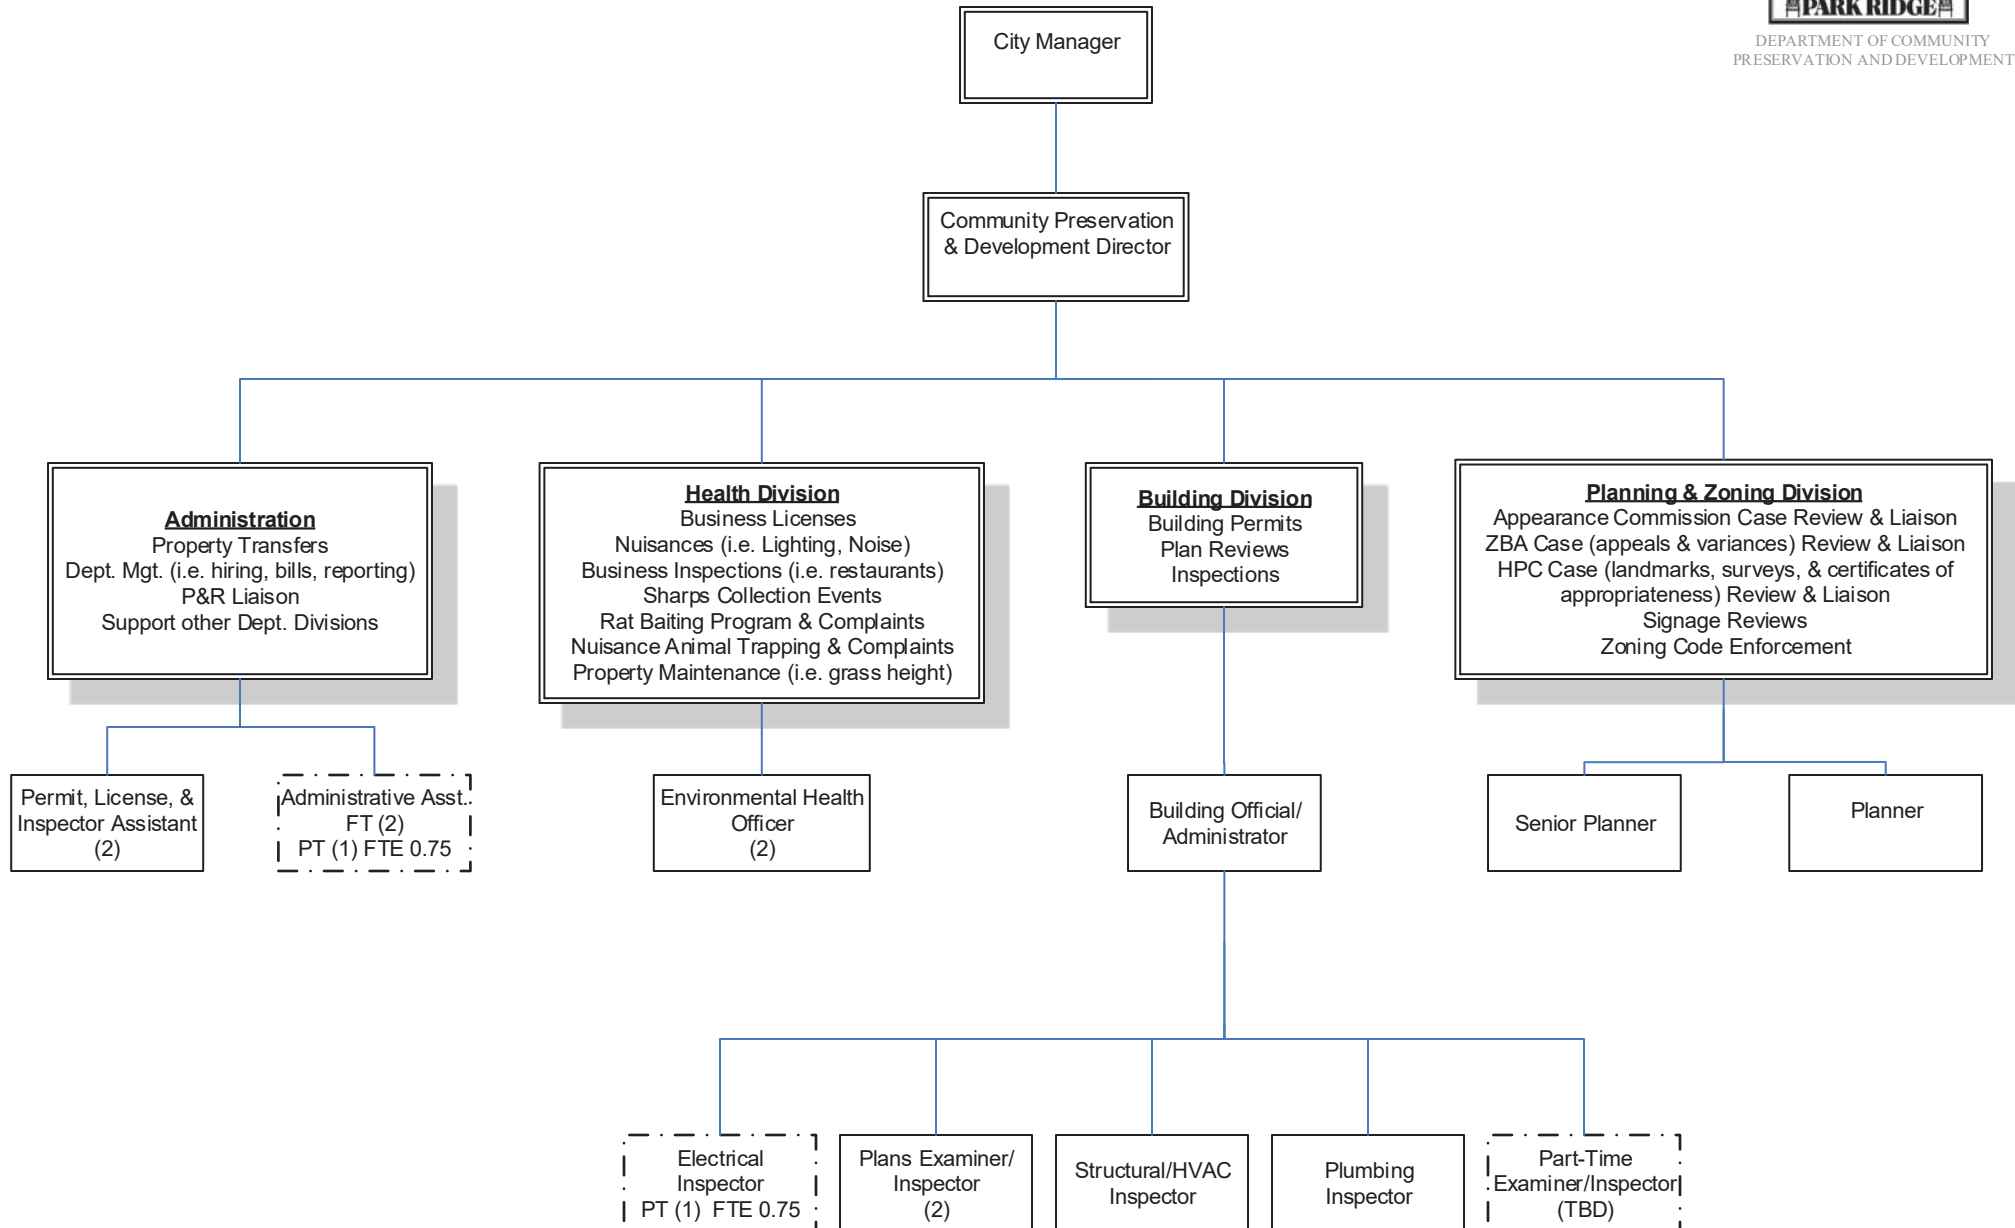 PARK RIDGE
DEPARTMENT OF COMMUNITY
PRESERVATION AND DEVELOPMENT
City Manager
Community Preservation
& Development Director
Administration
Property Transfers
Dept. Mgt. (i.e. hiring, bills, reporting)
P&R Liaison
Support other Dept. Divisions
Health Division
Business Licenses
Nuisances (i.e. Lighting, Noise)
Business Inspections (i.e. restaurants)
Sharps Collection Events
Rat Baiting Program & Complaints
Nuisance Animal Trapping & Complaints
Property Maintenance (i.e. grass height)
Building Division
Building Permits
Plan Reviews
Inspections
Planning & Zoning Division
Appearance Commission Case Review & Liaison
ZBA Case (appeals & variances) Review & Liaison
HPC Case (landmarks, surveys, & certificates of
appropriateness) Review & Liaison
Signage Reviews
Zoning Code Enforcement
Permit, License, &
Inspector Assistant
(2)
Administrative Asst.
FT (2)
PT (1) FTE 0.75
Environmental Health
Officer
(2)
Building Official/
Administrator
Senior Planner
Planner
Electrical
Inspector
PT (1) FTE 0.75
Plans Examiner/
Inspector
(2)
Structural/HVAC
Inspector
Plumbing
Inspector
Part-Time
Examiner/Inspector
(TBD)